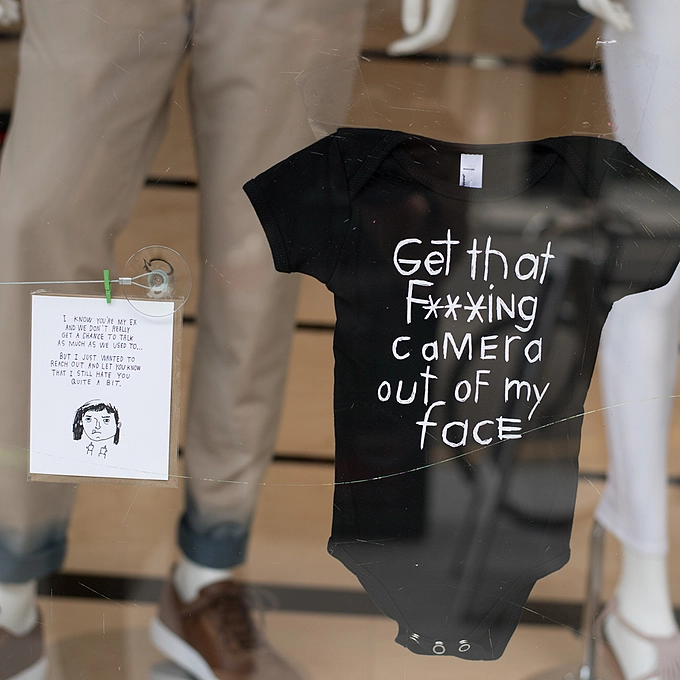 I KNOW YOU'RE MY EX
AND WE DON'T REALLY
GET A CHANCE TO TALK
AS MUCH AS WE USED TO...
BUT I JUST WANTED TO
REACH OUT AND LET YOU KNOW
THAT I STILL HATE YOU
QUITE A BIT.
Get that
F***ing
caMERa
out of my
facE